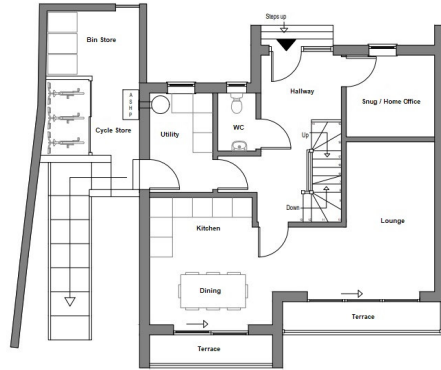 Steps up
Bin Store
Hallway
Snug / Home Office
ASHP
Cycle Store
Utility
WC
Up
Down
Lounge
Kitchen
Dining
Terrace
Terrace